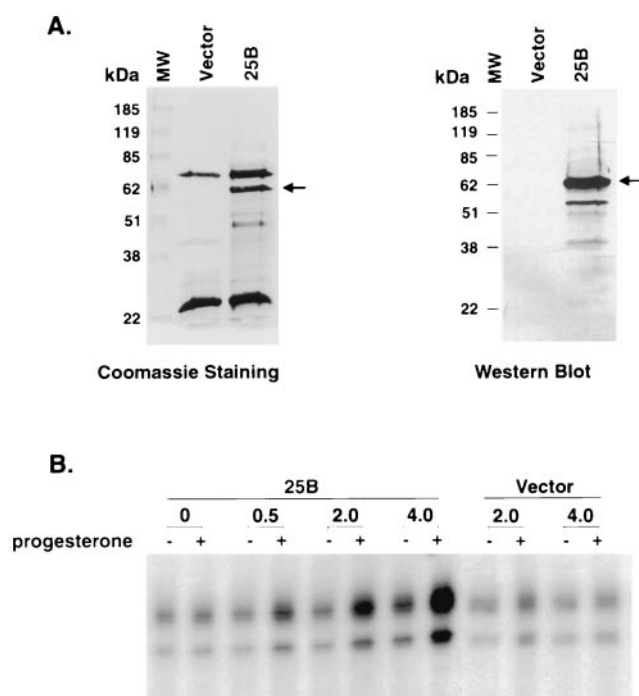 A.
kDa MW Vector 25B
185
119
85
62
51
38
22
Coomassie Staining
kDa MW Vector 25B
185 –
119 –
85 –
62 –
51 –
38 –
22 –
Western Blot
B.
25B Vector
0 0.5 2.0 4.0 2.0 4.0
progesterone - + - + - + - + - + - +